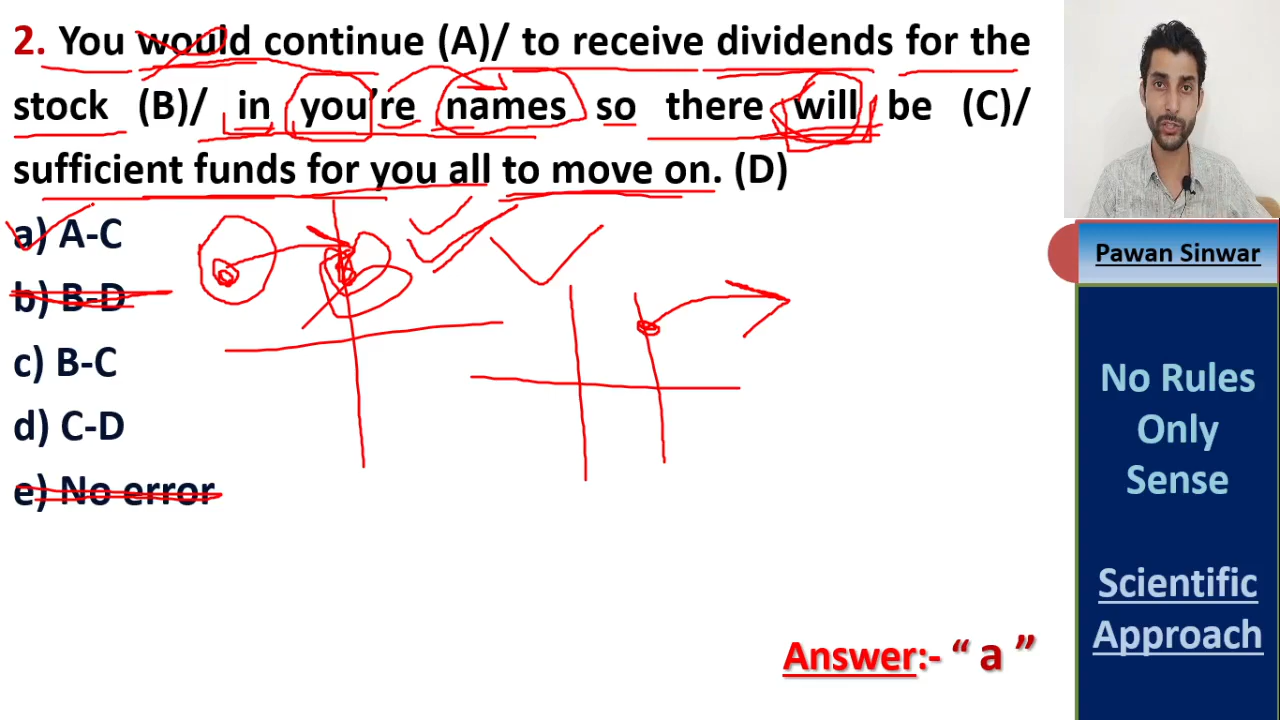 2. You would continue (A)/ to receive dividends for the
stock (B)/ in you're names so there will be (C)/
sufficient funds for you all to move on. (D)
a) A-C
b) B-D
c) B-C
d) C-D
e) No error
Answer:- “ a ”
Pawan Sinwar
No Rules
Only
Sense
Scientific
Approach